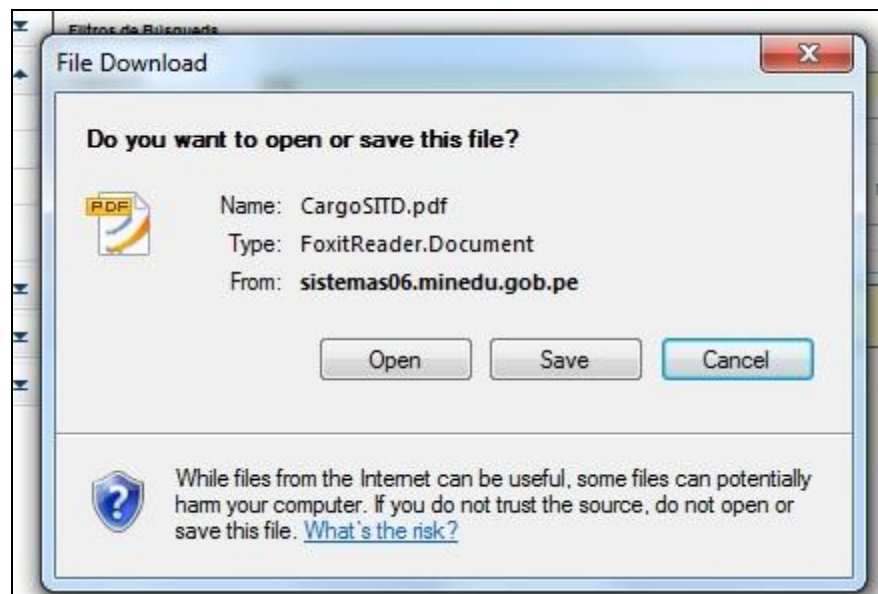 Filtros de Búsqueda
File Download
Do you want to open or save this file?
PDF
Name: CargoSITD.pdf
Type: FoxitReader.Document
From: sistemas06.minedu.gob.pe
Open Save Cancel
While files from the Internet can be useful, some files can potentially
harm your computer. If you do not trust the source, do not open or
save this file. What's the risk?